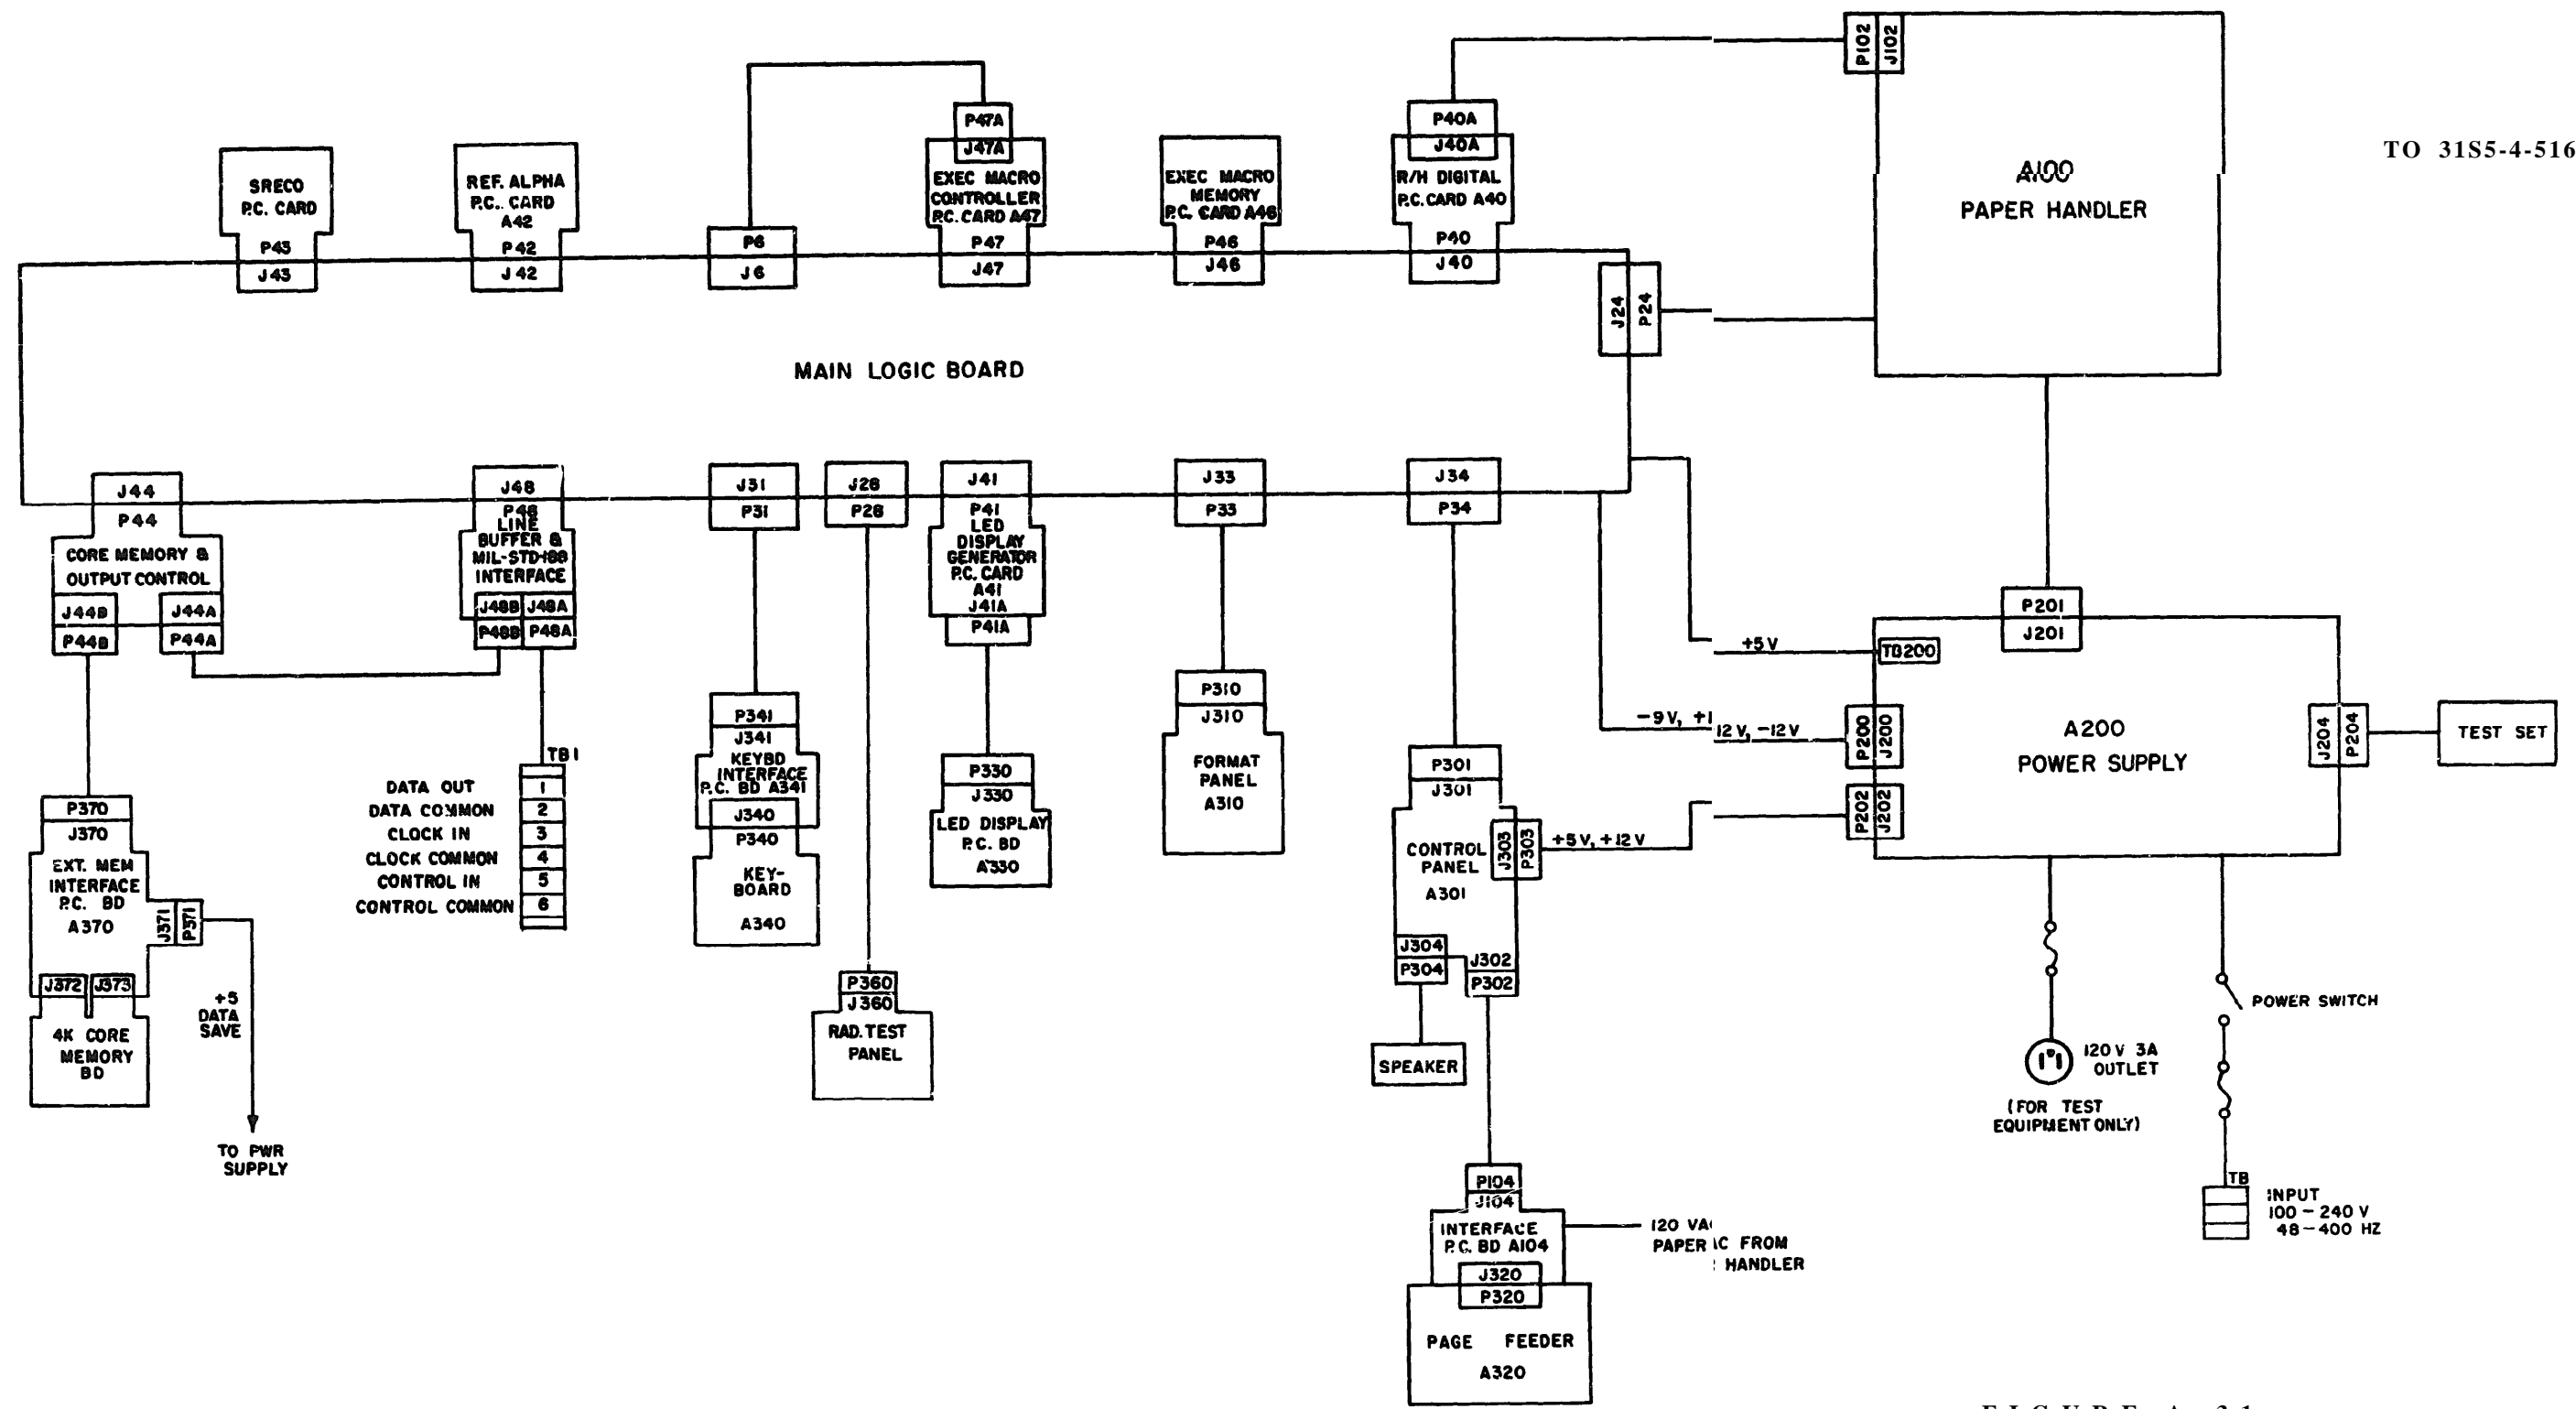 P102
J102
TO 31S5-4-516
A100
PAPER HANDLER
P47A
J47A
EXEC MACRO
CONTROLLER
P.C. CARD A47
P47
J47
P40A
J40A
R/H DIGITAL
P.C. CARD A40
P40
J40
SRECO
P.C. CARD
P43
J43
REF. ALPHA
P.C. CARD
A42
P42
J42
P6
J6
EXEC MACRO
MEMORY
P.C. CARD A46
P46
J46
J24
P24
MAIN LOGIC BOARD
J44
P44
CORE MEMORY &
OUTPUT CONTROL
J44B
J44A
P44B
P44A
J48
P48
LINE
BUFFER &
MIL-STD-188
INTERFACE
J48B
J48A
P48B
P48A
J31
P31
J28
P28
J41
P41
LED
DISPLAY
GENERATOR
P.C. CARD
A41
J41A
P41A
J33
P33
J34
P34
P201
J201
+5V
TB200
-9V, +1
12V, -12V
P200
J200
A200
POWER SUPPLY
J204
P204
TEST SET
P202
J202
P341
J341
KEYBD
INTERFACE
P.C. BD A341
J340
P340
KEY-
BOARD
A340
P330
J330
LED DISPLAY
P.C. BD
A330
P310
J310
FORMAT
PANEL
A310
P301
J301
CONTROL
PANEL
A301
J303
P303
+5V, +12V
J304
P304
J302
P302
SPEAKER
TB1
DATA OUT 1
DATA COMMON 2
CLOCK IN 3
CLOCK COMMON 4
CONTROL IN 5
CONTROL COMMON 6
P370
J370
EXT. MEM
INTERFACE
P.C. BD
A370
J371
P371
J372
J373
4K CORE
MEMORY
BD
+5
DATA
SAVE
TO PWR
SUPPLY
P360
J360
RAD. TEST
PANEL
P104
J104
INTERFACE
P.C. BD A104
J320
P320
PAGE FEEDER
A320
120 VA
PAPER
AC FROM
HANDLER
120V 3A
OUTLET
(FOR TEST
EQUIPMENT ONLY)
POWER SWITCH
TB
INPUT
100-240 V
48-400 HZ